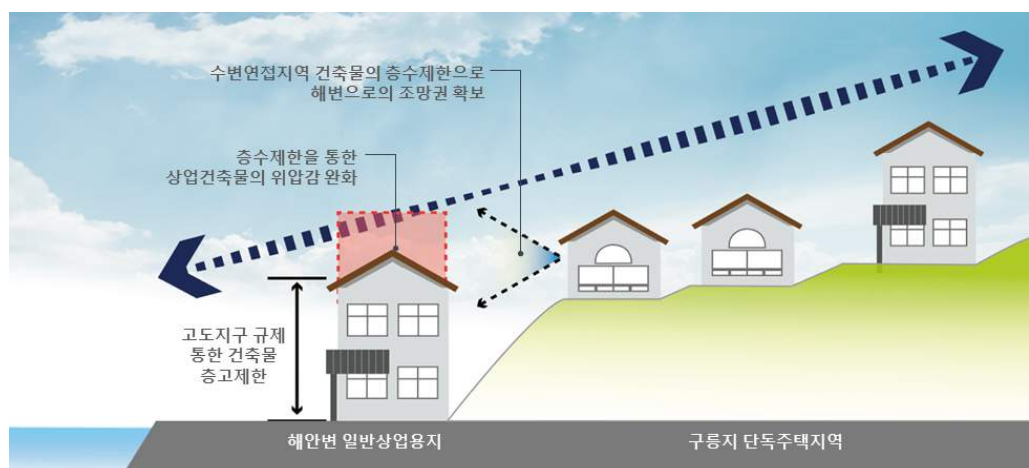 수변연접지역 건축물의 층수제한으로
해변으로의 조망권 확보
층수제한을 통한
상업건축물의 위압감 완화
고도지구 규제
통한 건축물
층고제한
해안변 일반상업용지
구릉지 단독주택지역